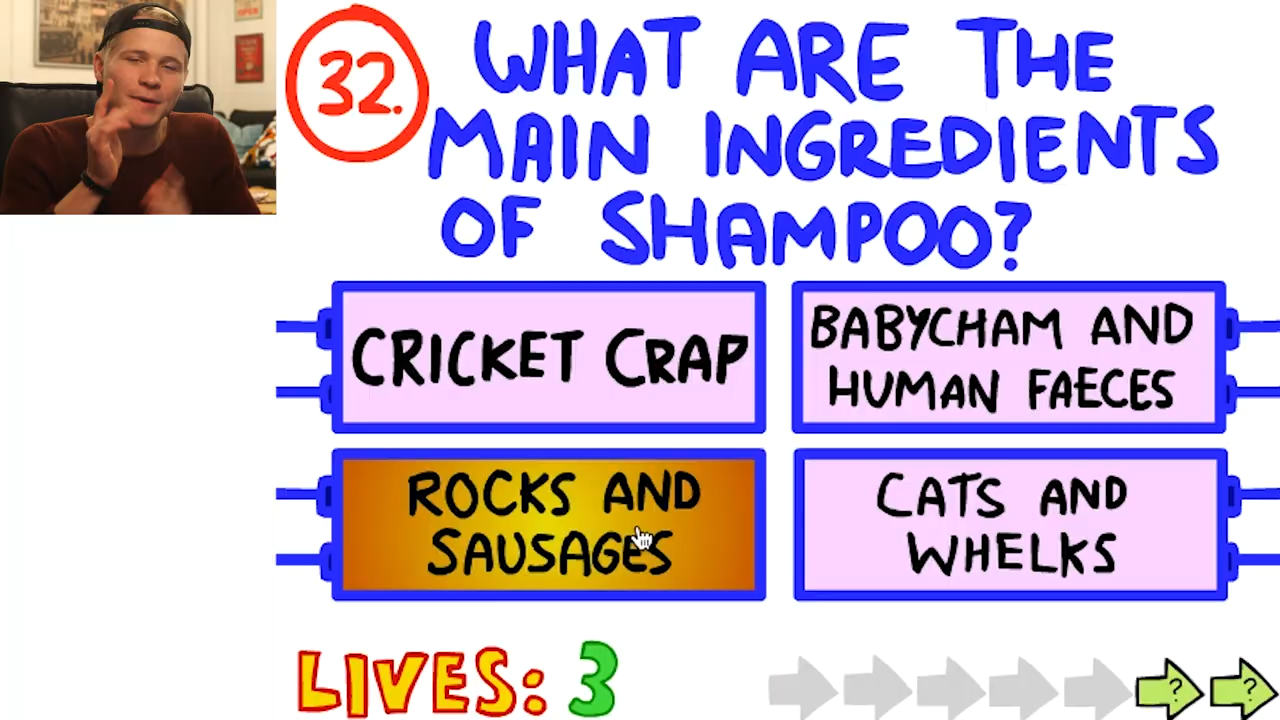 OPEN
32.
WHAT ARE THE
MAIN INGREDIENTS
OF SHAMPOO?
CRICKET CRAP
BABYCHAM AND
HUMAN FAECES
ROCKS AND
SAUSAGES
CATS AND
WHELKS
LIVES: 3
? ?